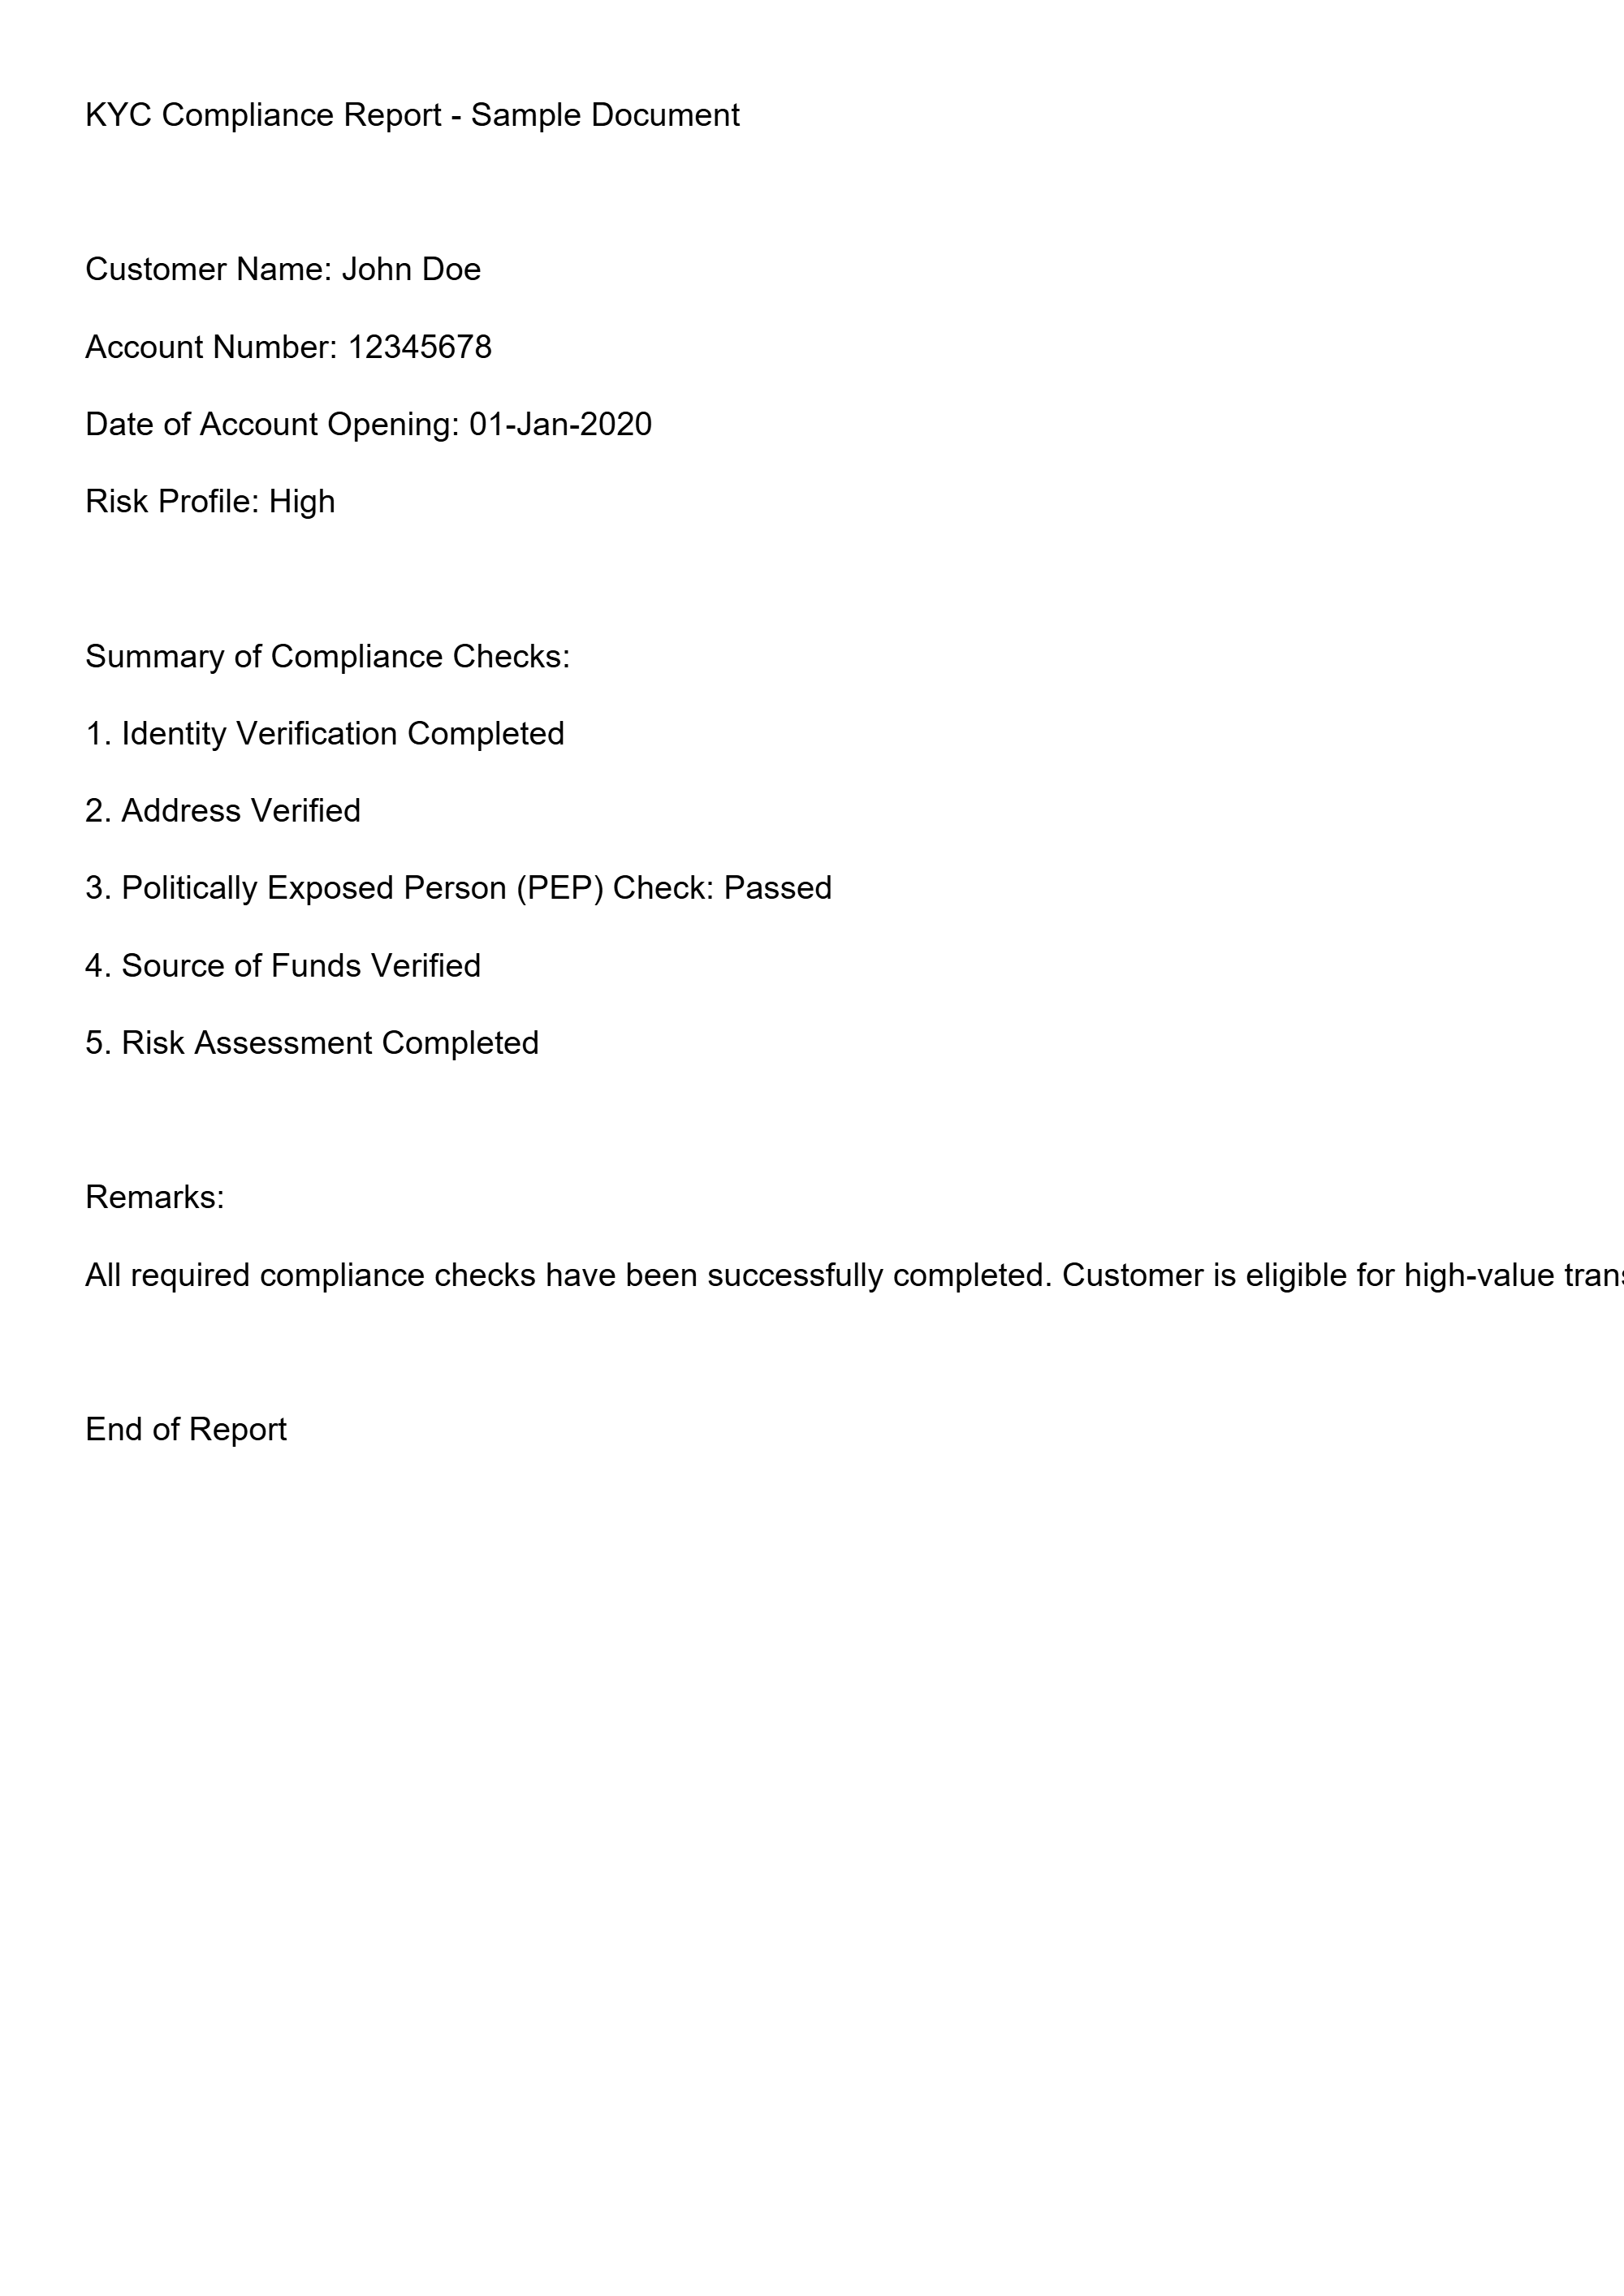 KYC Compliance Report - Sample Document
Customer Name: John Doe
Account Number: 12345678
Date of Account Opening: 01-Jan-2020
Risk Profile: High
Summary of Compliance Checks:
1. Identity Verification Completed
2. Address Verified
3. Politically Exposed Person (PEP) Check: Passed
4. Source of Funds Verified
5. Risk Assessment Completed
Remarks:
All required compliance checks have been successfully completed. Customer is eligible for high-value
End of Report